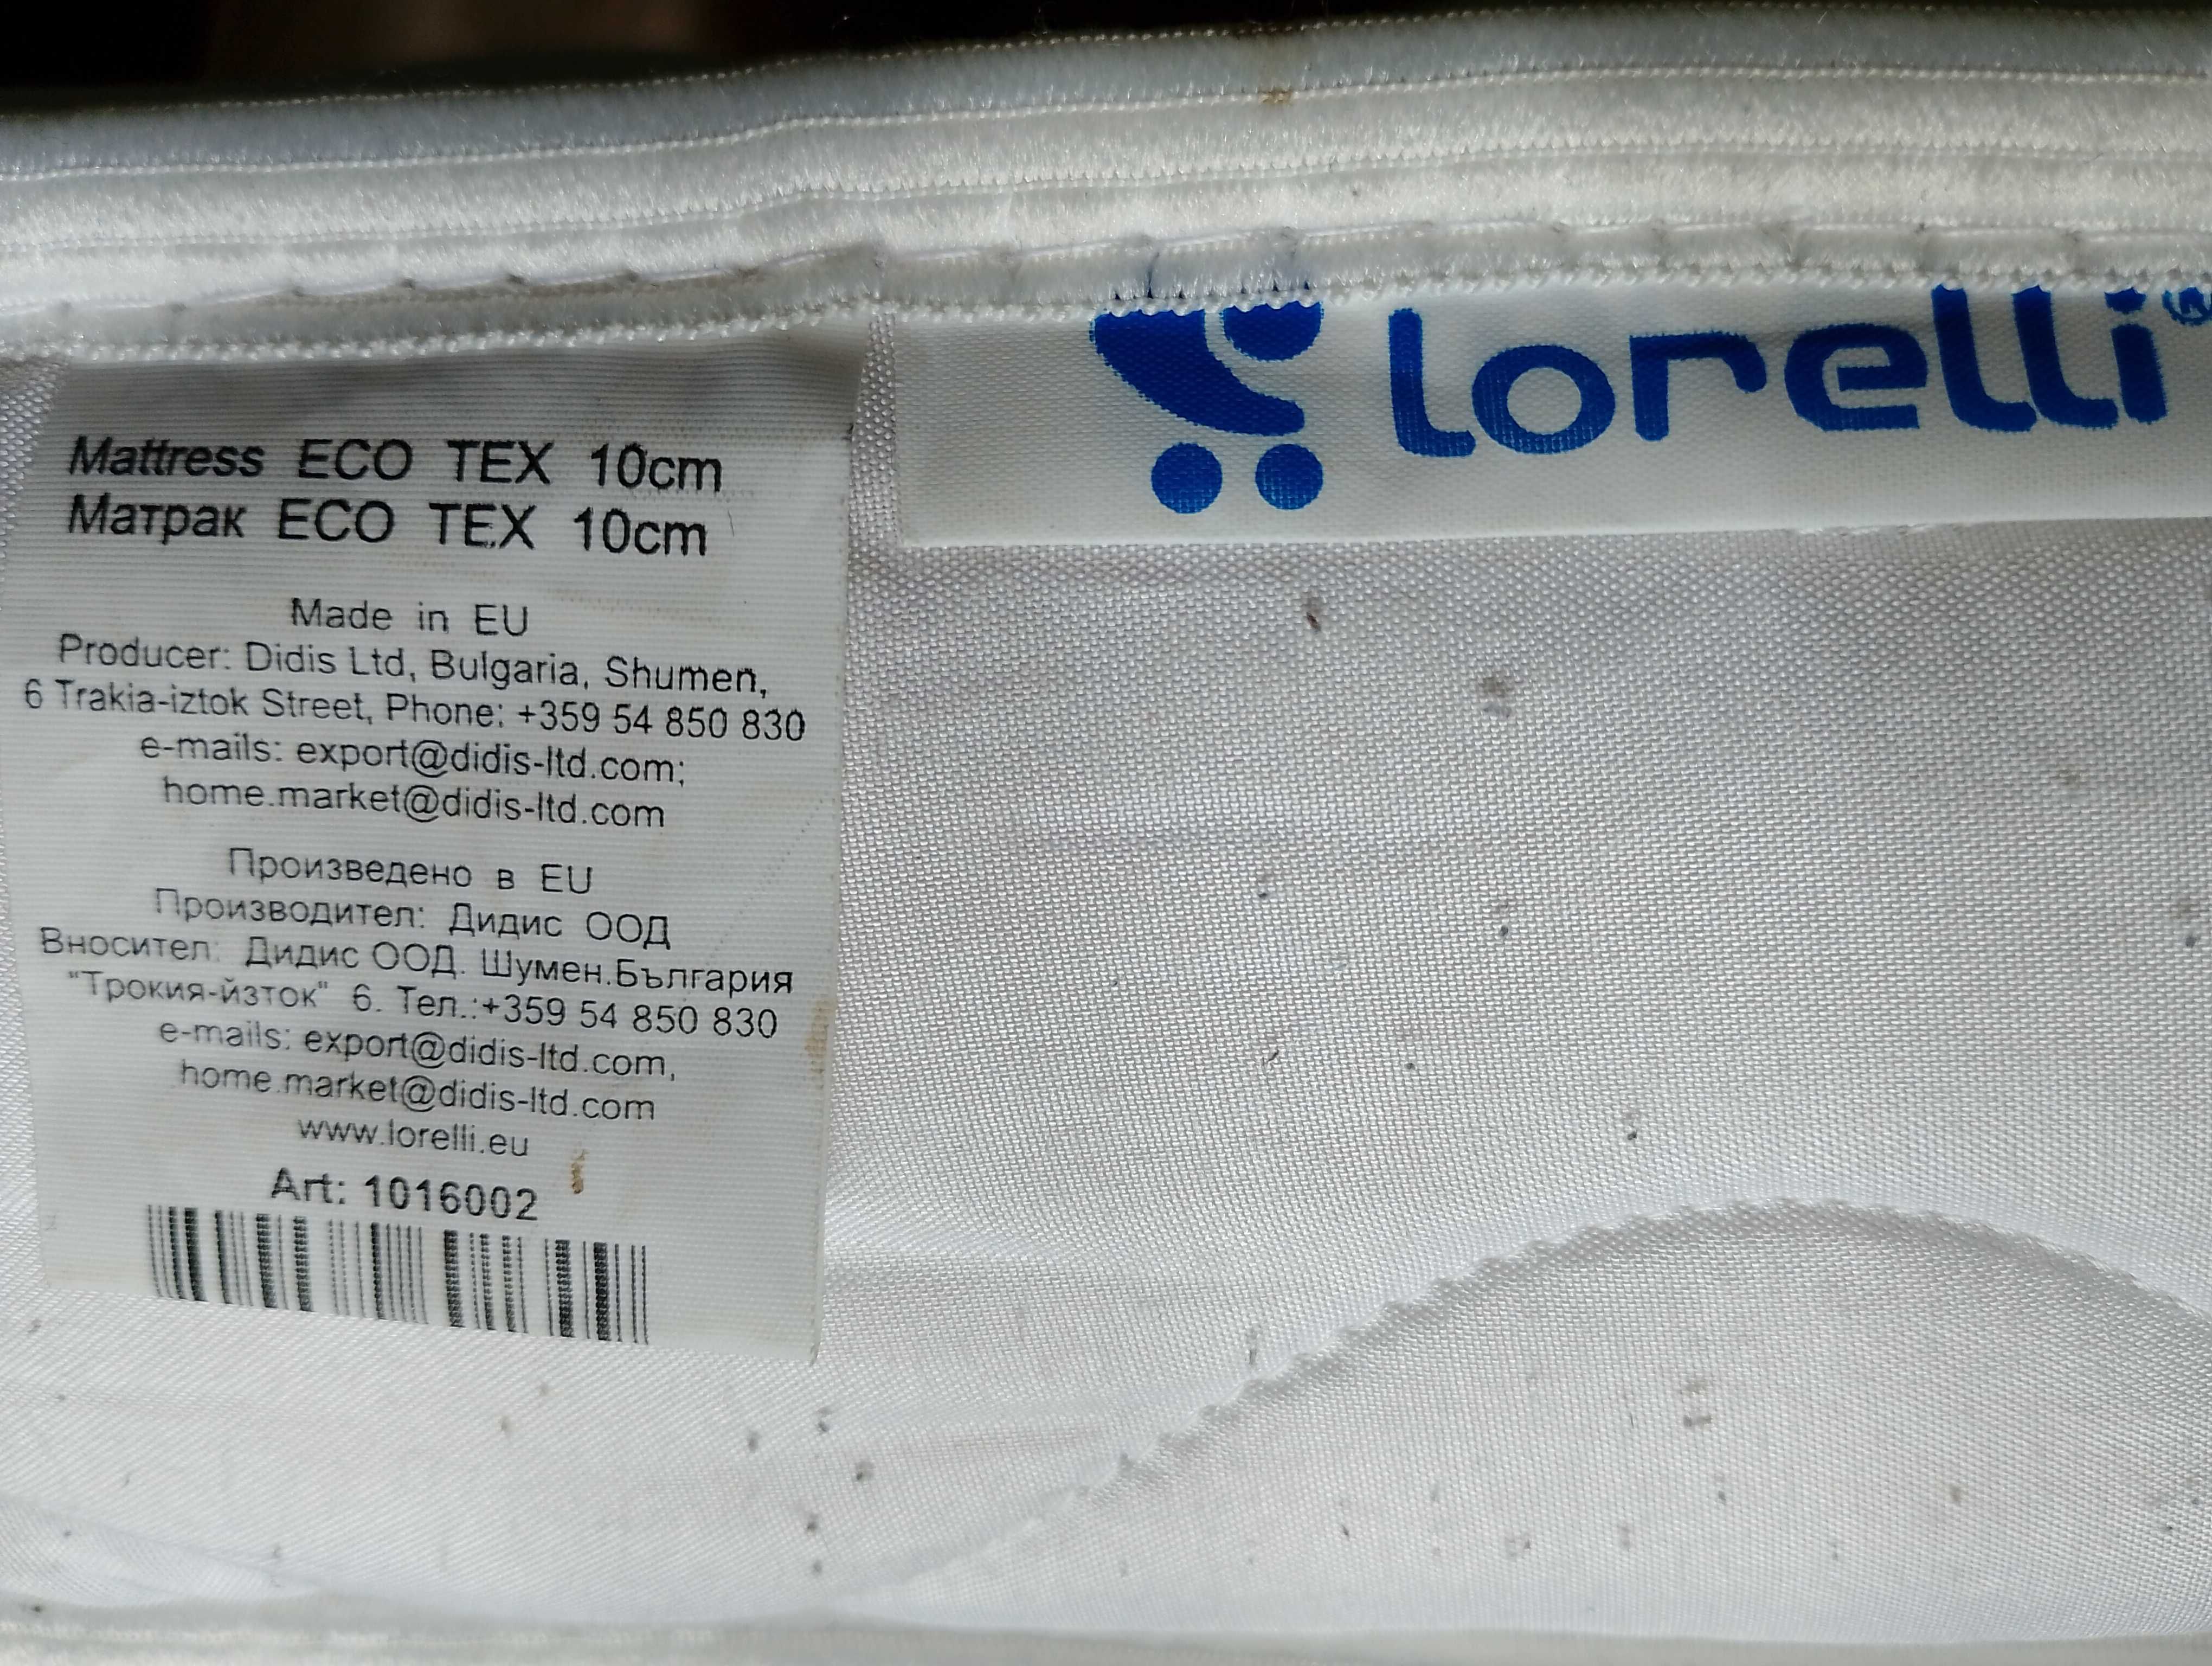 Mattress ECO TEX 10cm
Матрак ECO TEX 10cm
Made in EU
Producer: Didis Ltd, Bulgaria, Shumen,
6 Trakia-iztok Street, Phone: +359 54 850 830
e-mails: export@didis-ltd.com;
home.market@didis-ltd.com
Произведено в EU
Производител: Дидис ООД
Вносител: Дидис ООД. Шумен.България
"Трокия-йзток" 6. Тел.:+359 54 850 830
e-mails: export@didis-ltd.com,
home.market@didis-ltd.com
www.lorelli.eu
Art: 1016002
lorelli®